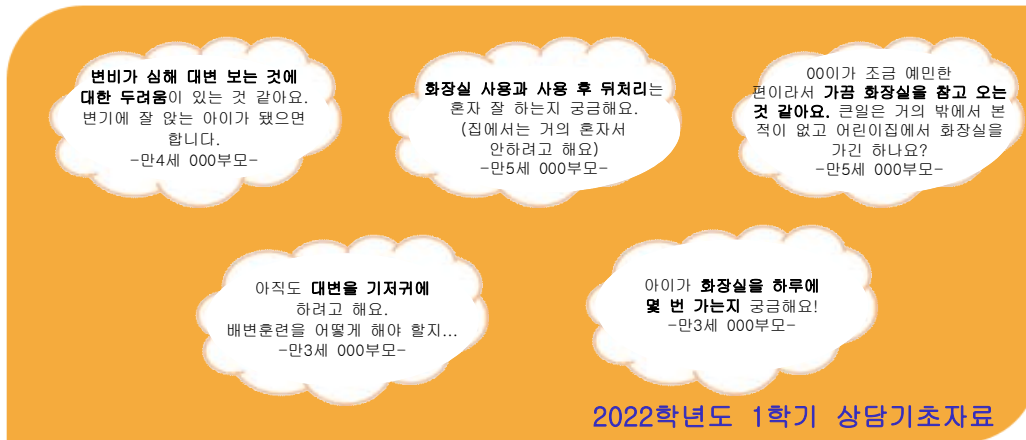 변비가 심해 대변 보는 것에
대한 두려움이 있는 것 같아요.
변기에 잘 앉는 아이가 됐으면
합니다.
-만4세 000부모-
화장실 사용과 사용 후 뒤처리는
혼자 잘 하는지 궁금해요.
(집에서는 거의 혼자서
안하려고 해요)
-만5세 000부모-
00이가 조금 예민한
편이라서 가끔 화장실을 참고 오는
것 같아요. 큰일은 거의 밖에서 본
적이 없고 어린이집에서 화장실을
가긴 하나요?
-만5세 000부모-
아직도 대변을 기저귀에
하려고 해요.
배변훈련을 어떻게 해야 할지...
-만3세 000부모-
아이가 화장실을 하루에
몇 번 가는지 궁금해요!
-만3세 000부모-
2022학년도 1학기 상담기초자료